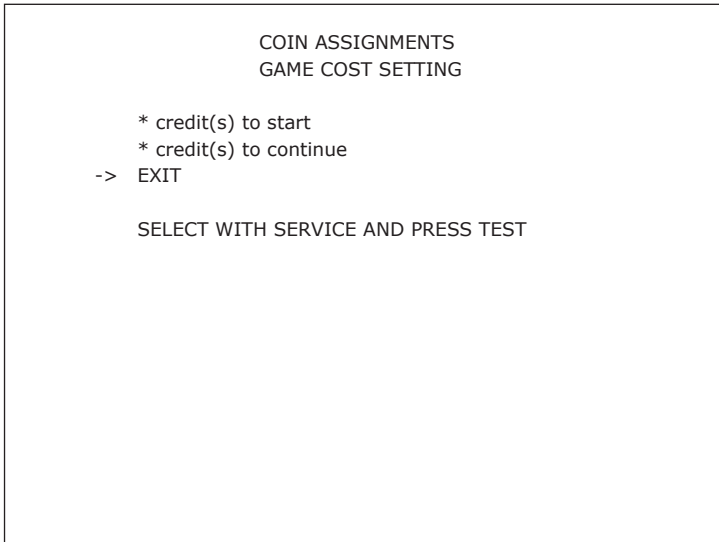 COIN ASSIGNMENTS
GAME COST SETTING
* credit(s) to start
* credit(s) to continue
-> EXIT
SELECT WITH SERVICE AND PRESS TEST